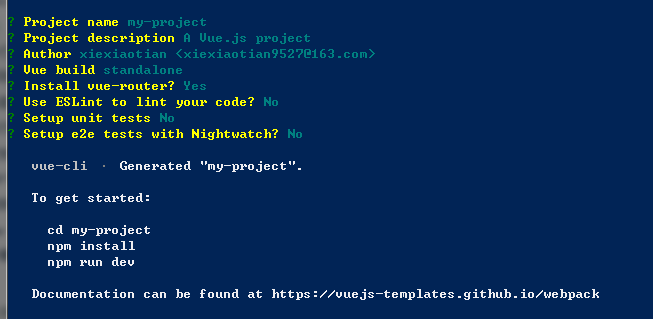 ? Project name my-project
? Project description A Vue.js project
? Author xiexiaotian <xiexiaotian9527@163.com>
? Vue build standalone
? Install vue-router? Yes
? Use ESLint to lint your code? No
? Setup unit tests No
? Setup e2e tests with Nightwatch? No
vue-cli · Generated "my-project".
To get started:
cd my-project
npm install
npm run dev
Documentation can be found at https://vuejs-templates.github.io/webpack